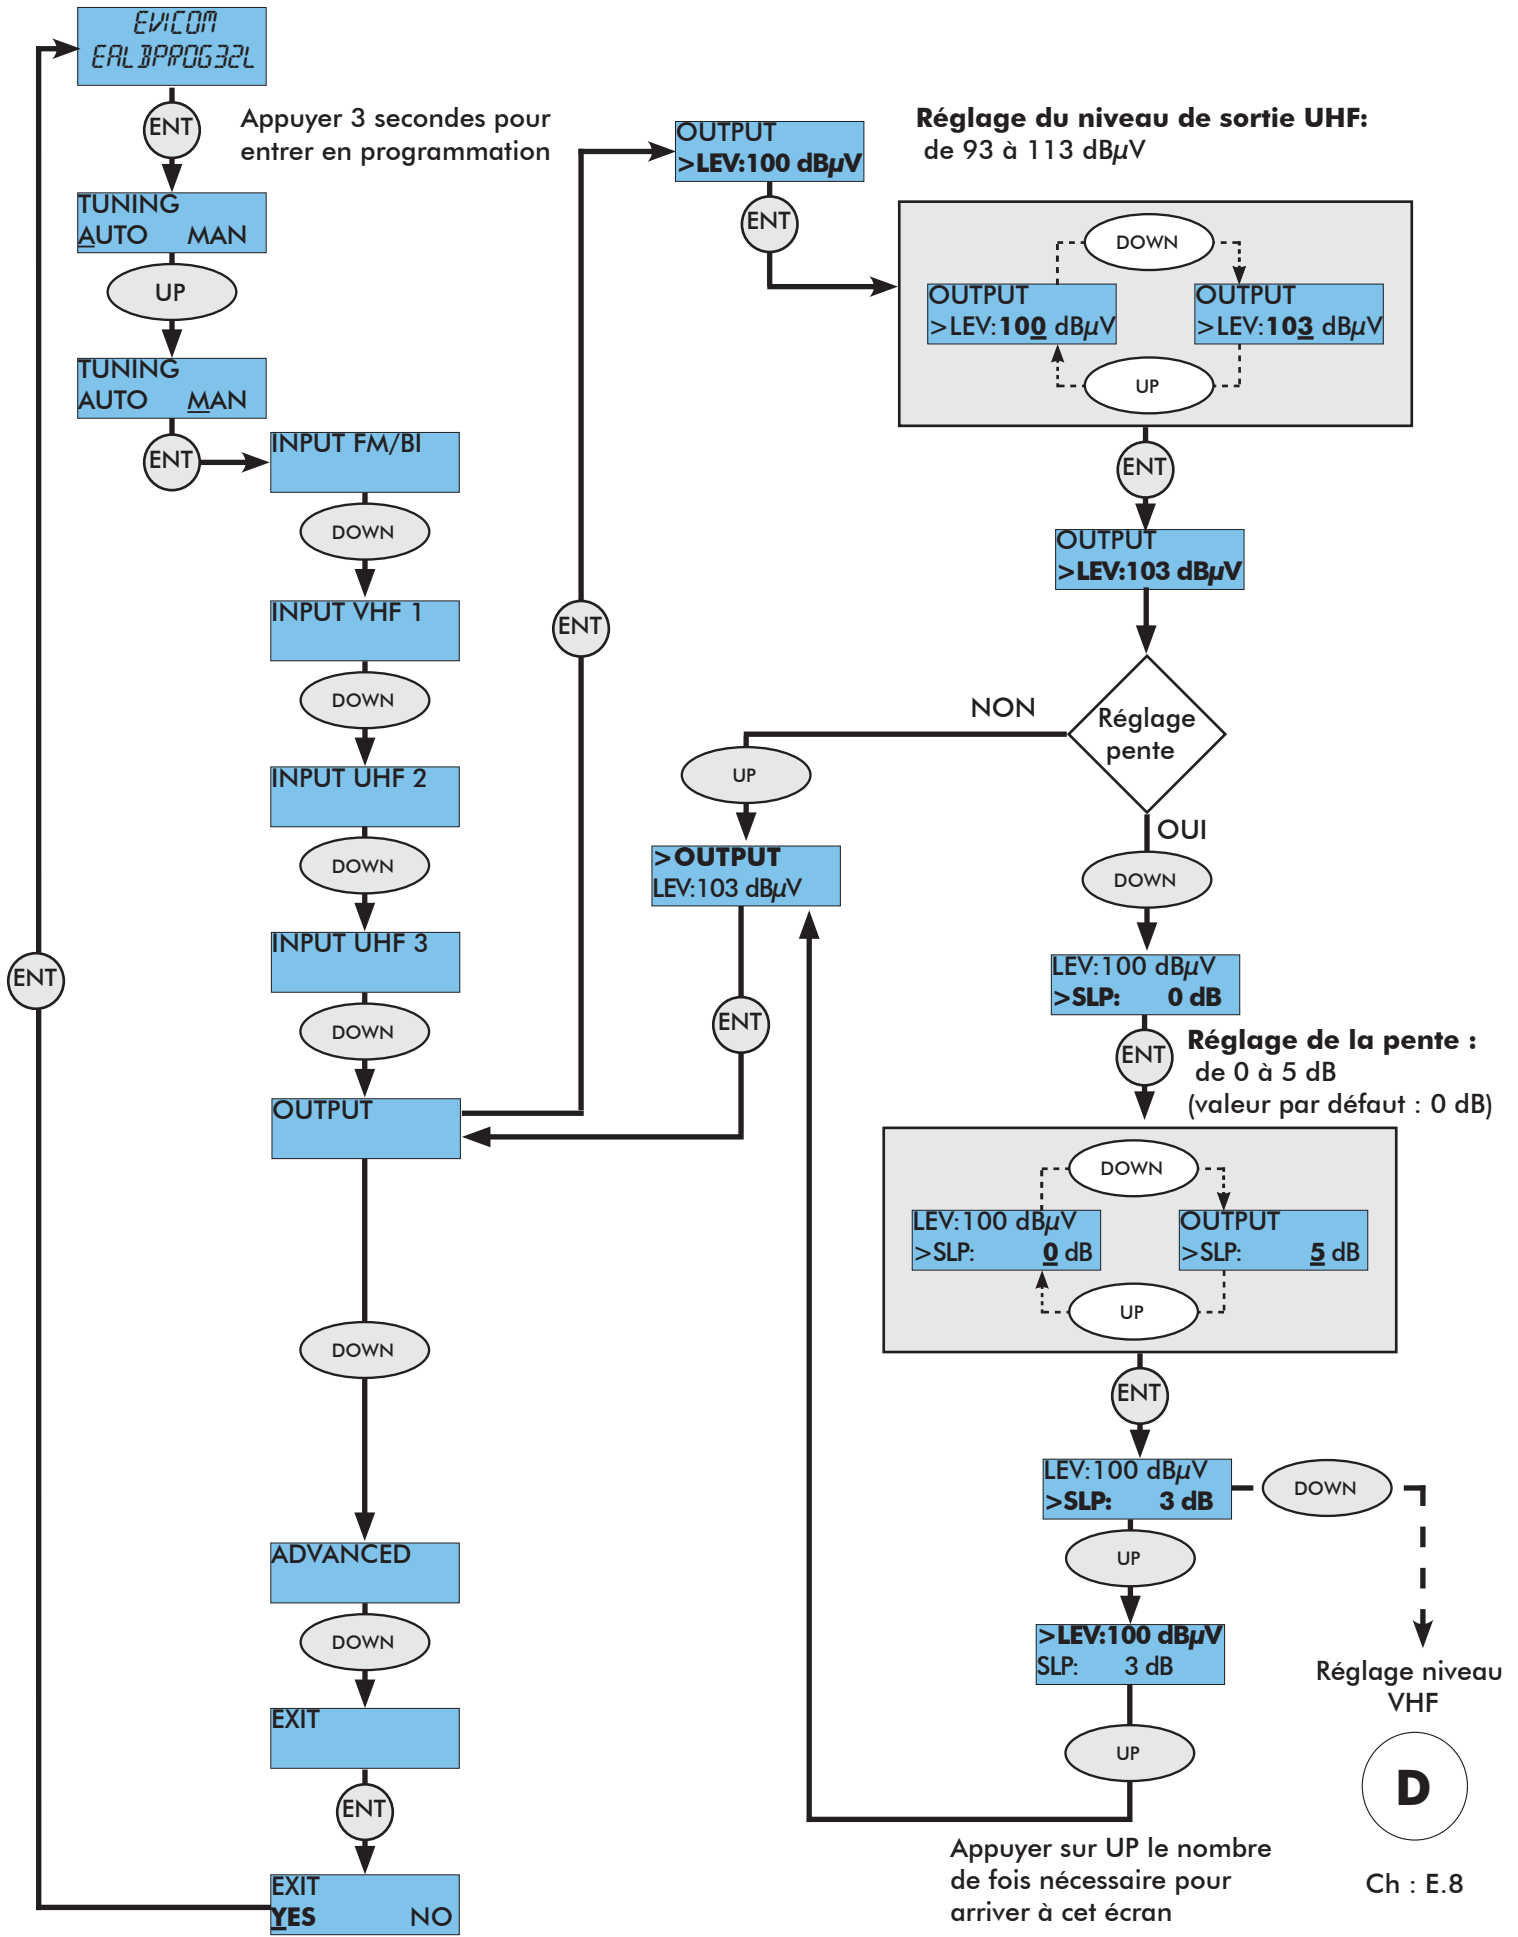 EVICOM
EALBPROG32L
ENT
Appuyer 3 secondes pour
entrer en programmation
TUNING
AUTO MAN
UP
TUNING
AUTO MAN
ENT
INPUT FM/BI
DOWN
INPUT VHF 1
DOWN
INPUT UHF 2
DOWN
INPUT UHF 3
DOWN
OUTPUT
DOWN
ADVANCED
DOWN
EXIT
ENT
EXIT
YES NO
ENT
ENT
OUTPUT
>LEV:100 dBµV
ENT
Réglage du niveau de sortie UHF:
de 93 à 113 dBµV
DOWN
OUTPUT
>LEV:100 dBµV
OUTPUT
>LEV:103 dBµV
UP
ENT
OUTPUT
>LEV:103 dBµV
Réglage
pente
NON
UP
>OUTPUT
LEV:103 dBµV
ENT
OUI
DOWN
LEV:100 dBµV
>SLP: 0 dB
ENT
Réglage de la pente :
de 0 à 5 dB
(valeur par défaut : 0 dB)
DOWN
LEV:100 dBµV
>SLP: 0 dB
OUTPUT
>SLP: 5 dB
UP
ENT
LEV:100 dBµV
>SLP: 3 dB
DOWN
UP
>LEV:100 dBµV
SLP: 3 dB
UP
Réglage niveau
VHF
D
Ch : E.8
Appuyer sur UP le nombre
de fois nécessaire pour
arriver à cet écran